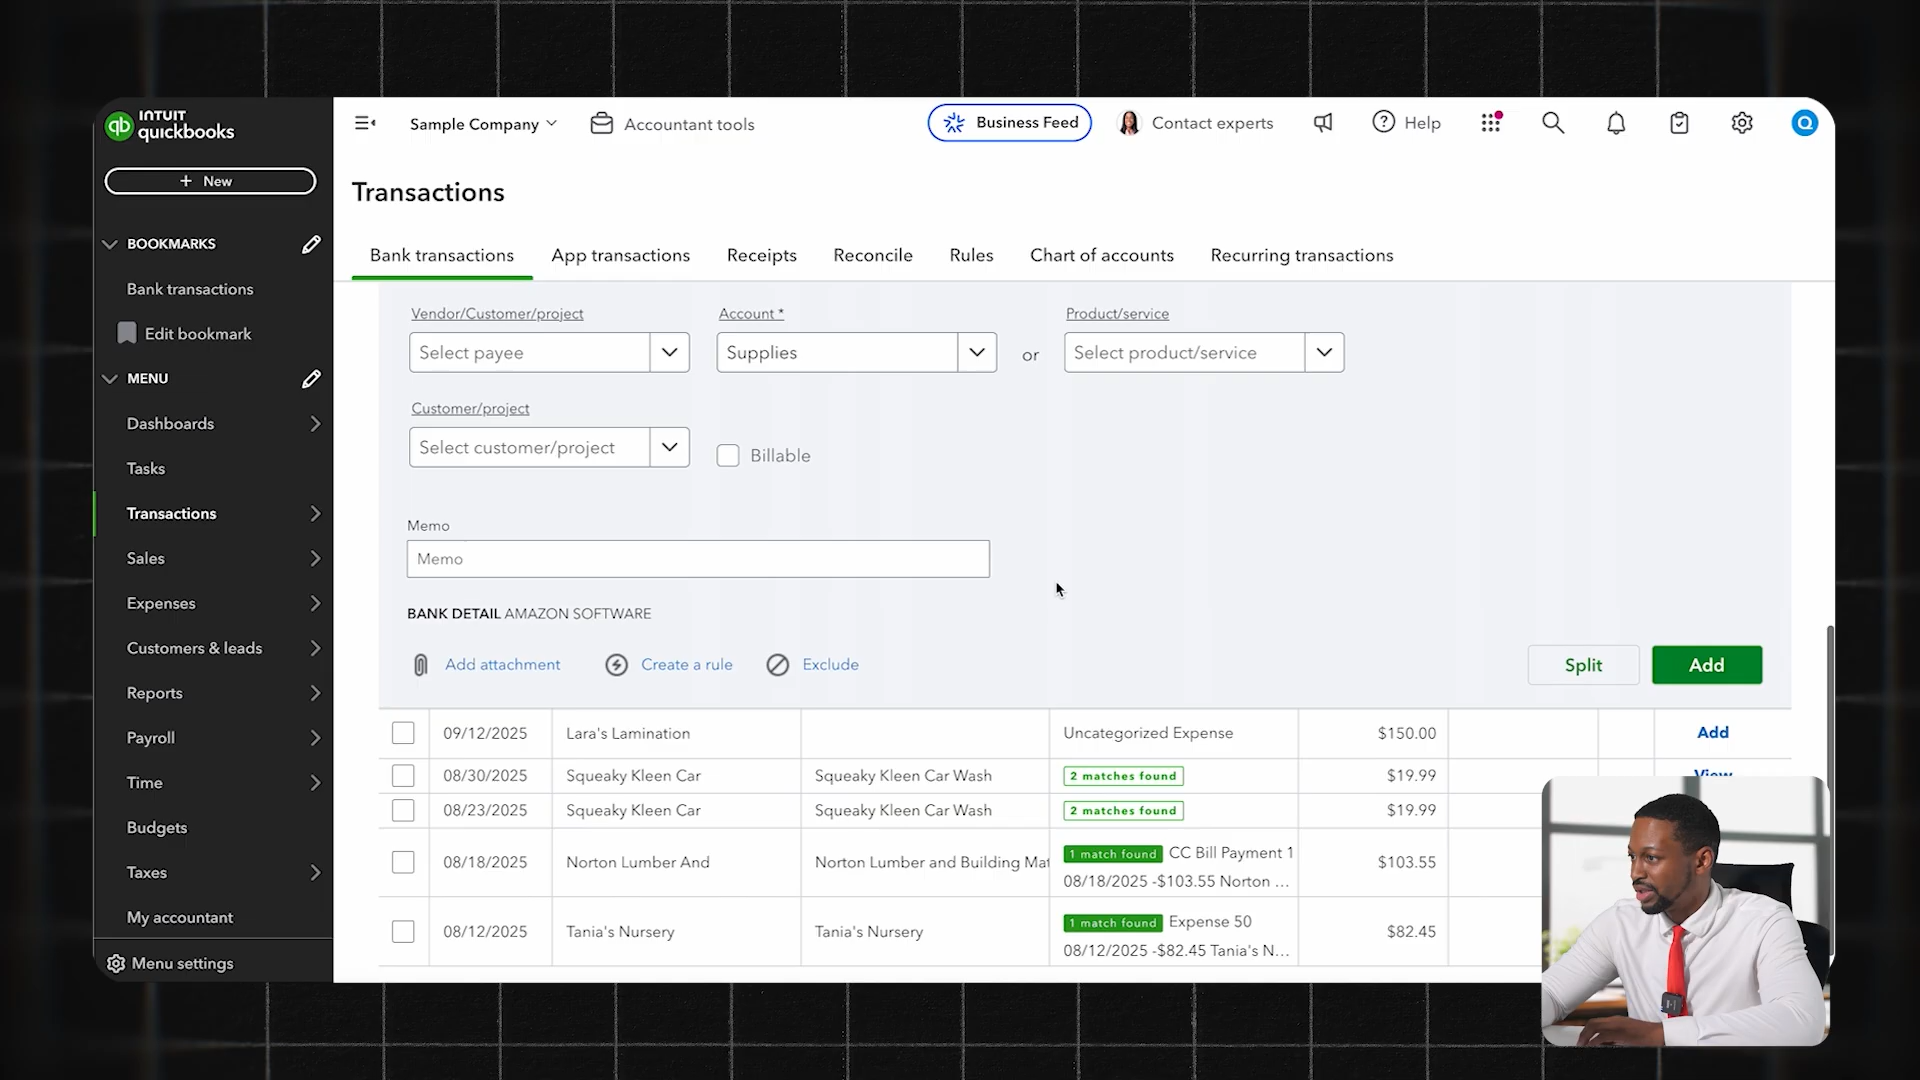 INTUIT
quickbooks
Sample Company
Accountant tools
Business Feed
Contact experts
Help
Q
+ New
Transactions
BOOKMARKS
Bank transactions
Edit bookmark
MENU
Dashboards
Tasks
Transactions
Sales
Expenses
Customers & leads
Reports
Payroll
Time
Budgets
Taxes
My accountant
Menu settings
Bank transactions
App transactions
Receipts
Reconcile
Rules
Chart of accounts
Recurring transactions
Vendor/Customer/project
Account *
Product/service
Select payee
Supplies
or
Select product/service
Customer/project
Select customer/project
Billable
Memo
Memo
BANK DETAIL AMAZON SOFTWARE
Add attachment
Create a rule
Exclude
Split
Add
09/12/2025 Lara's Lamination Uncategorized Expense $150.00 Add
08/30/2025 Squeaky Kleen Car Squeaky Kleen Car Wash 2 matches found $19.99 View
08/23/2025 Squeaky Kleen Car Squeaky Kleen Car Wash 2 matches found $19.99
08/18/2025 Norton Lumber And Norton Lumber and Building Mat 1 match found CC Bill Payment 1 $103.55
08/18/2025 -$103.55 Norton ...
08/12/2025 Tania's Nursery Tania's Nursery 1 match found Expense 50 $82.45
08/12/2025 -$82.45 Tania's N...